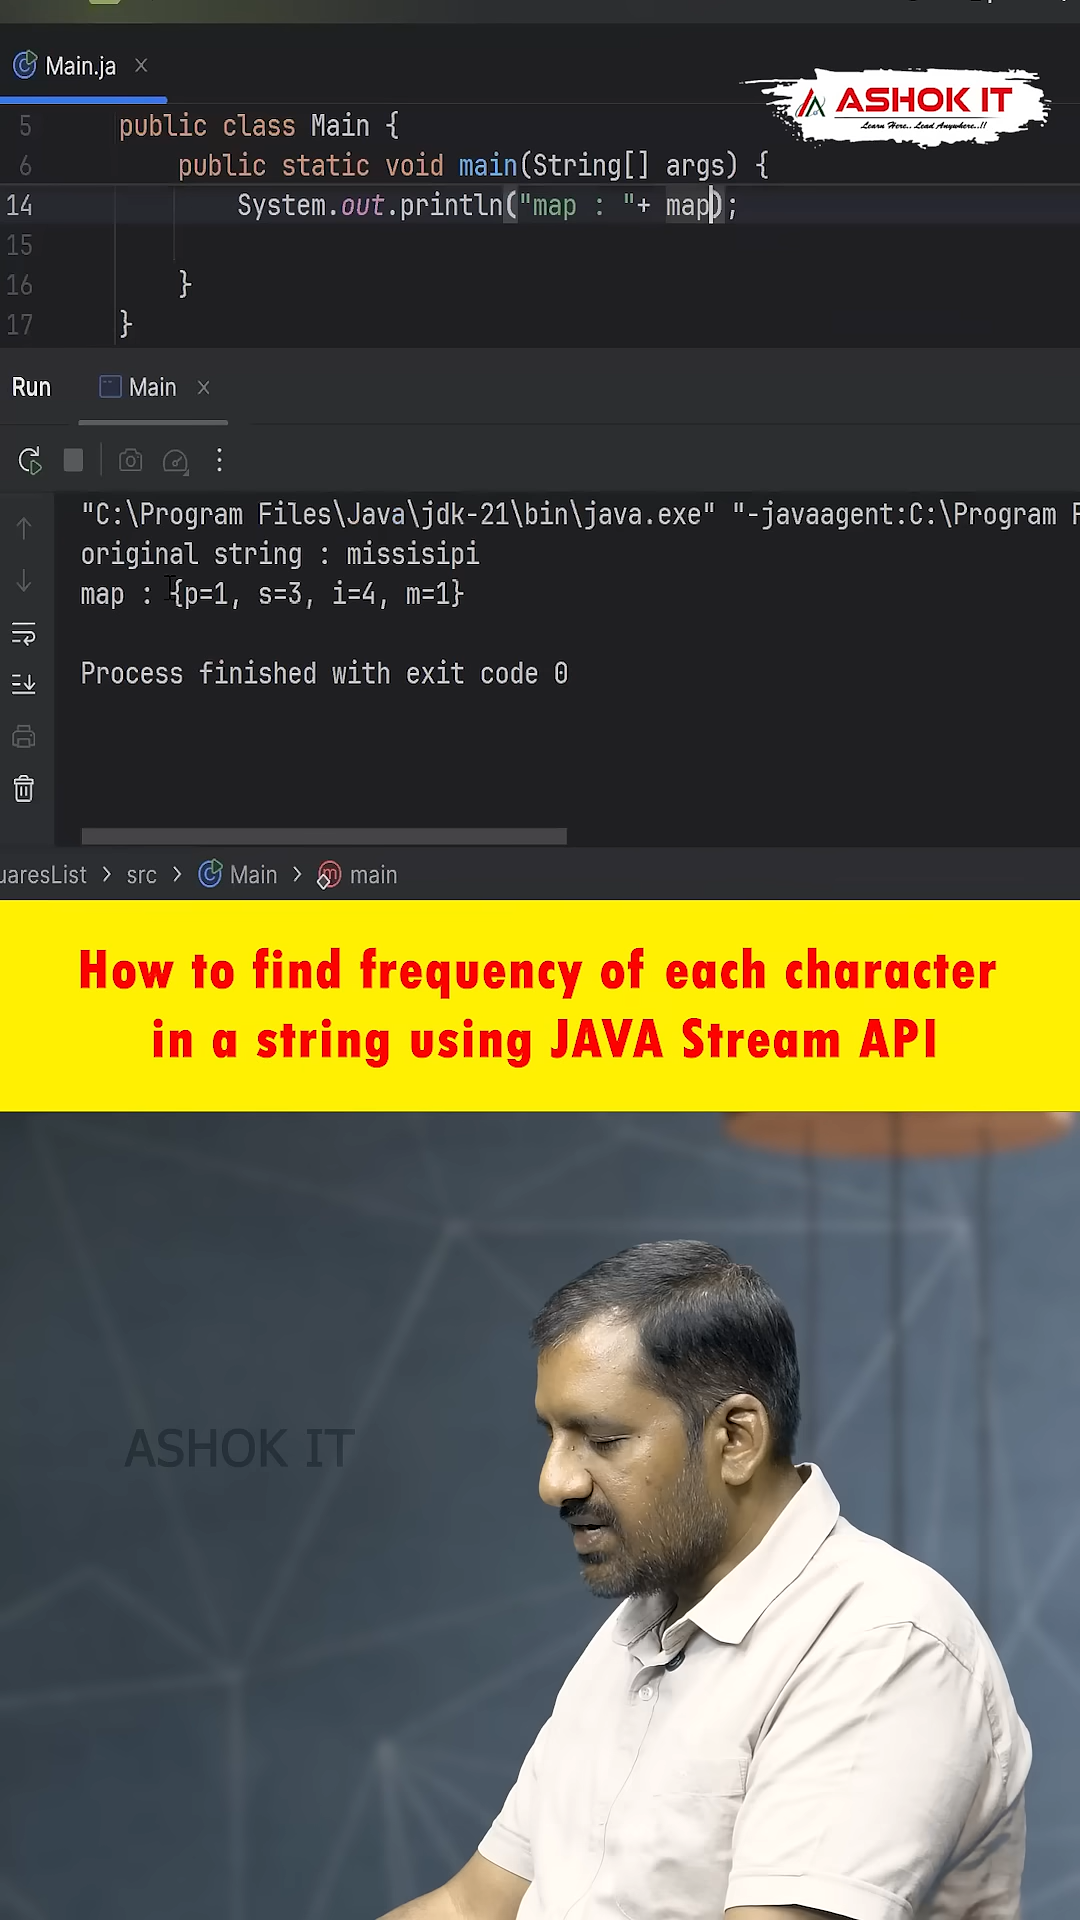 Main.ja
ASHOK IT
Learn Here.. Lead Anywhere..!!
5 public class Main {
6 public static void main(String[] args) {
14 System.out.println("map : "+ map);
15
16 }
17 }
Run Main
"C:\Program Files\Java\jdk-21\bin\java.exe" "-javaagent:C:\Program F
original string : missisipi
map : {p=1, s=3, i=4, m=1}
Process finished with exit code 0
uaresList > src > Main > main
How to find frequency of each character
in a string using JAVA Stream API
ASHOK IT